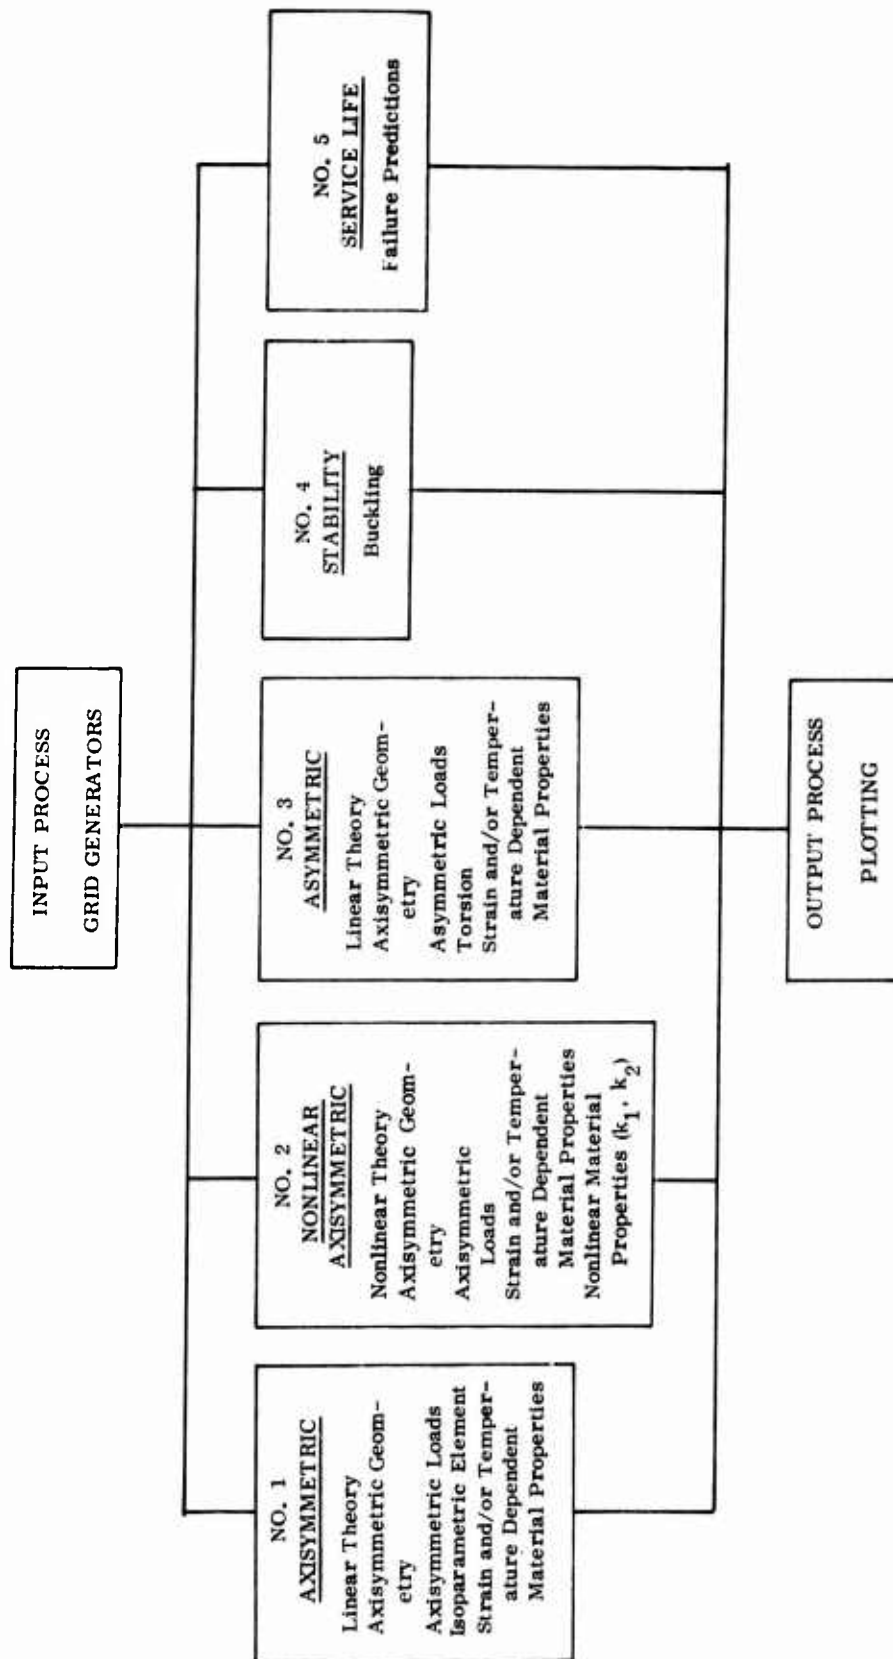 INPUT PROCESS
GRID GENERATORS
NO. 1
AXISYMMETRIC
Linear Theory
Axisymmetric Geom-
etry
Axisymmetric Loads
Isoparametric Element
Strain and/or Temper-
ature Dependent
Material Properties
NO. 2
NONLINEAR
AXISYMMETRIC
Nonlinear Theory
Axisymmetric Geom-
etry
Axisymmetric
Loads
Strain and/or Temper-
ature Dependent
Material Properties
Nonlinear Material
Properties (k₁, k₂)
NO. 3
ASYMMETRIC
Linear Theory
Axisymmetric Geom-
etry
Asymmetric Loads
Torsion
Strain and/or Temper-
ature Dependent
Material Properties
NO. 4
STABILITY
Buckling
NO. 5
SERVICE LIFE
Failure Predictions
OUTPUT PROCESS
PLOTTING